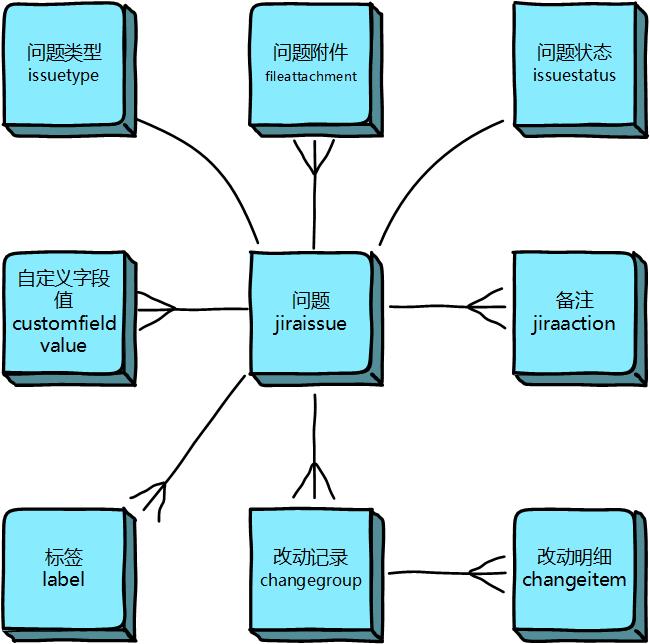 问题类型
issuetype
问题附件
fileattachment
问题状态
issuestatus
自定义字段
值
customfield
value
问题
jiraissue
备注
jiraaction
标签
label
改动记录
changegroup
改动明细
changeitem